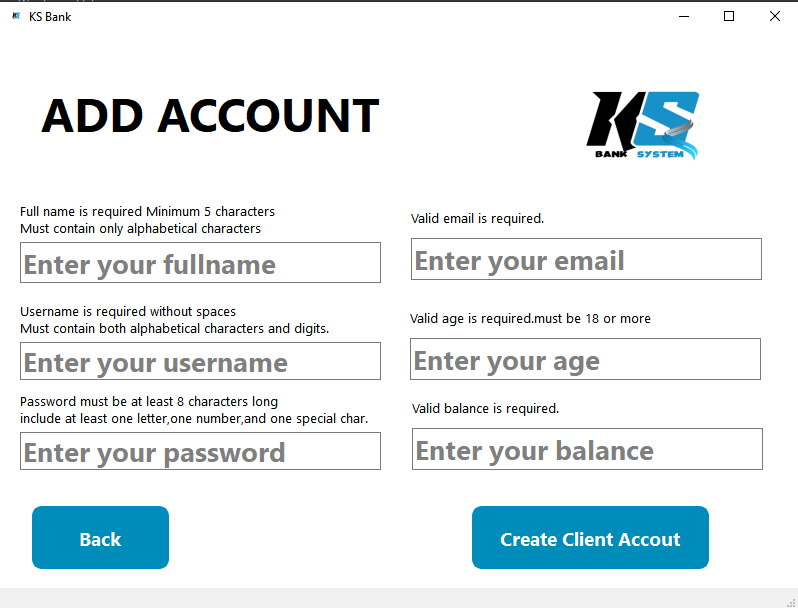 KS Bank
ADD ACCOUNT
KS
BANK SYSTEM
Full name is required Minimum 5 characters
Must contain only alphabetical characters
Enter your fullname
Valid email is required.
Enter your email
Username is required without spaces
Must contain both alphabetical characters and digits.
Enter your username
Valid age is required.must be 18 or more
Enter your age
Password must be at least 8 characters long
include at least one letter,one number,and one special char.
Enter your password
Valid balance is required.
Enter your balance
Back
Create Client Accout